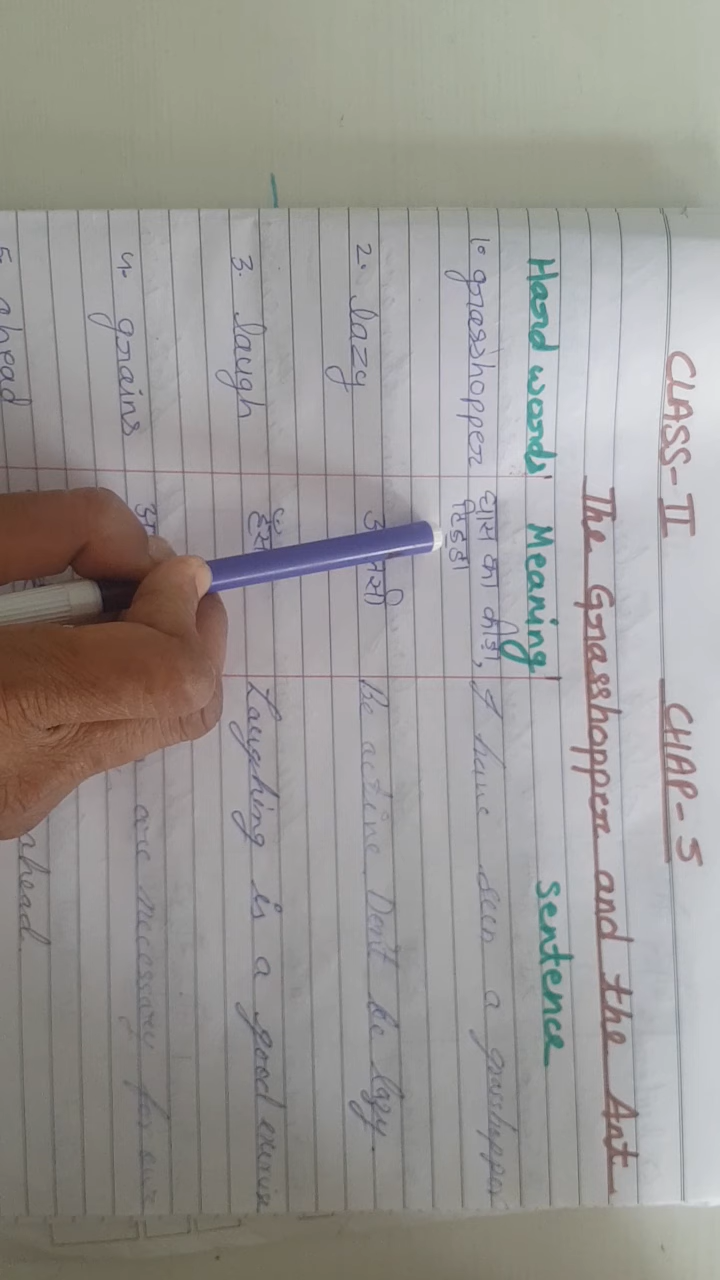 CLASS-II CHAP-5
The Grasshopper and the Ant
Hard words Meaning sentence
1. grasshopper घास का कीड़ा, I have seen a grasshopper
टिड्डा
2. lazy Be active. Don't be lazy.
3. laugh Laughing is a good exercise
4. grains are necessary for our
5. ahead ahead.